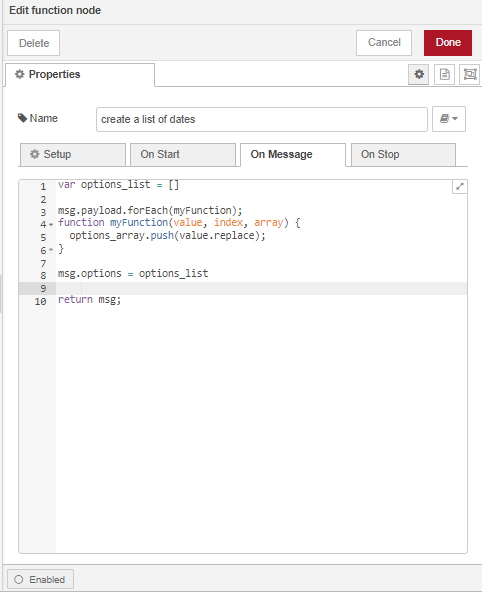 Edit function node
Delete Cancel Done
Properties
Name create a list of dates
Setup On Start On Message On Stop
1 var options_list = []
2
3 msg.payload.forEach(myFunction);
4 function myFunction(value, index, array) {
5 options_array.push(value.replace);
6 }
7
8 msg.options = options_list
9
10 return msg;
Enabled